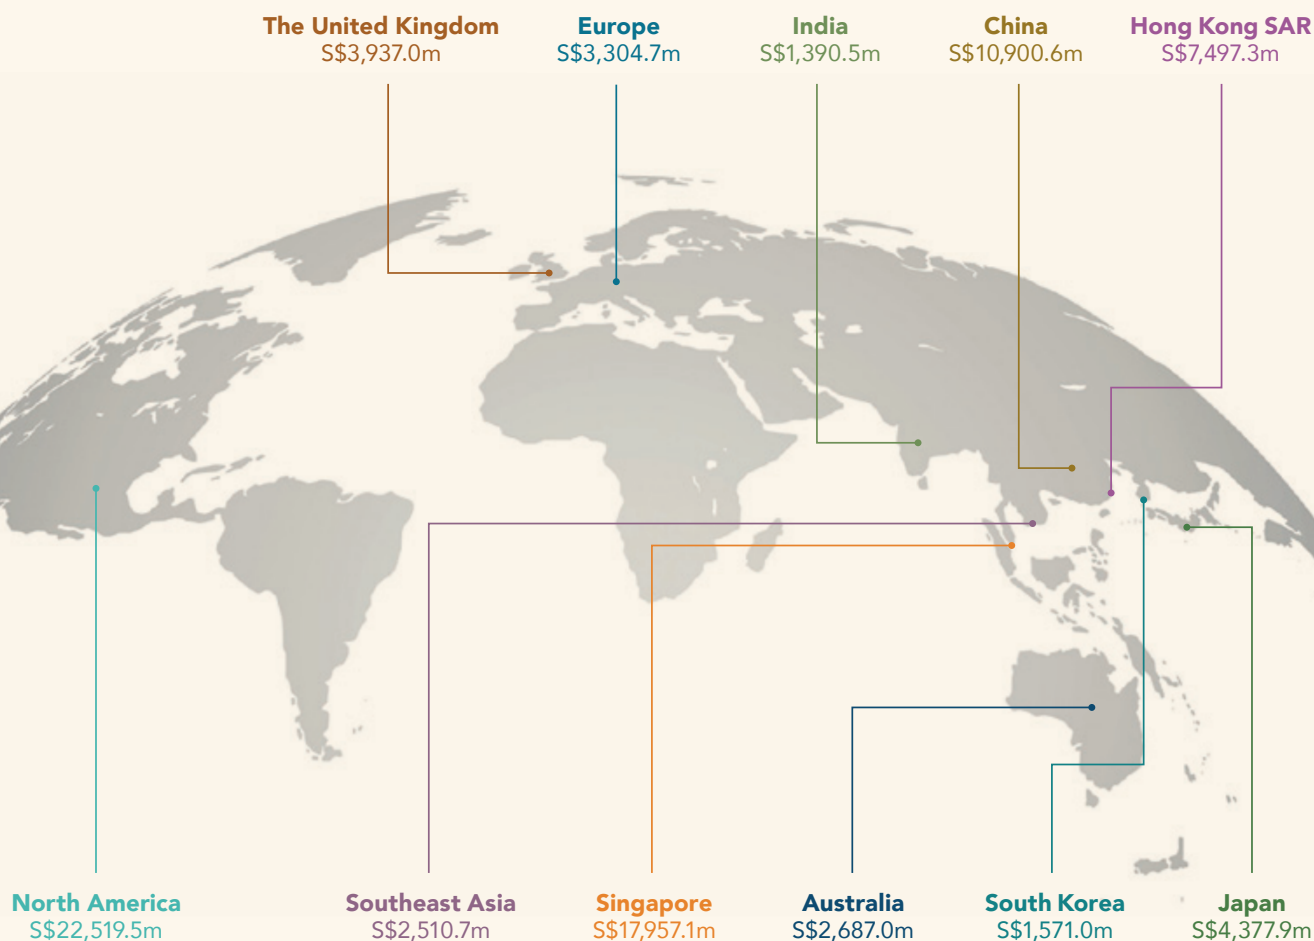 The United Kingdom
S$3,937.0m
Europe
S$3,304.7m
India
S$1,390.5m
China
S$10,900.6m
Hong Kong SAR
S$7,497.3m
North America
S$22,519.5m
Southeast Asia
S$2,510.7m
Singapore
S$17,957.1m
Australia
S$2,687.0m
South Korea
S$1,571.0m
Japan
S$4,377.9m